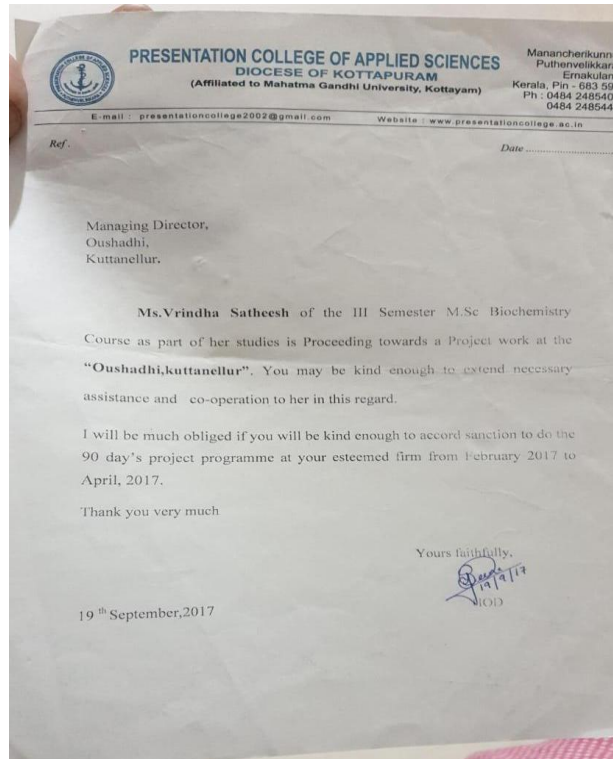 PRESENTATION COLLEGE OF APPLIED SCIENCES
DIOCESE OF KOTTAPURAM
(Affiliated to Mahatma Gandhi University, Kottayam)
Manancherikunn
Puthenvelikkar
Ernakulam
Kerala, Pin - 683 59
Ph : 0484 248540
0484 248544
E-mail : presentationcollege2002@gmail.com Website : www.presentationcollege.ac.in
Ref.
Date ....................
Managing Director,
Oushadhi,
Kuttanellur.
Ms.Vrindha Satheesh of the III Semester M.Sc Biochemistry
Course as part of her studies is Proceeding towards a Project work at the
“Oushadhi,kuttanellur”. You may be kind enough to extend necessary
assistance and co-operation to her in this regard.
I will be much obliged if you will be kind enough to accord sanction to do the
90 day’s project programme at your esteemed firm from February 2017 to
April, 2017.
Thank you very much
Yours faithfully,
19/9/17
HOD
19 th September,2017